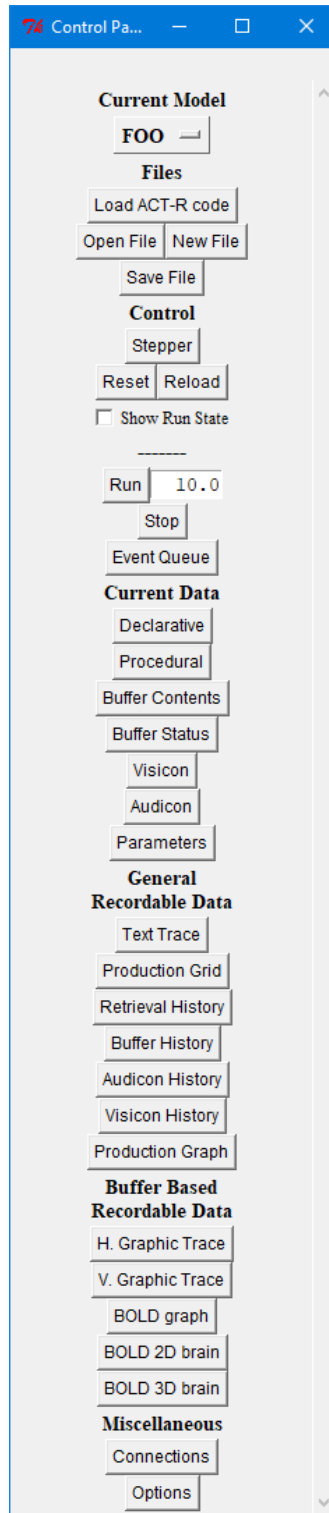 Control Pa...
Current Model
FOO
Files
Load ACT-R code
Open File New File
Save File
Control
Stepper
Reset Reload
Show Run State
-------
Run 10.0
Stop
Event Queue
Current Data
Declarative
Procedural
Buffer Contents
Buffer Status
Visicon
Audicon
Parameters
General
Recordable Data
Text Trace
Production Grid
Retrieval History
Buffer History
Audicon History
Visicon History
Production Graph
Buffer Based
Recordable Data
H. Graphic Trace
V. Graphic Trace
BOLD graph
BOLD 2D brain
BOLD 3D brain
Miscellaneous
Connections
Options